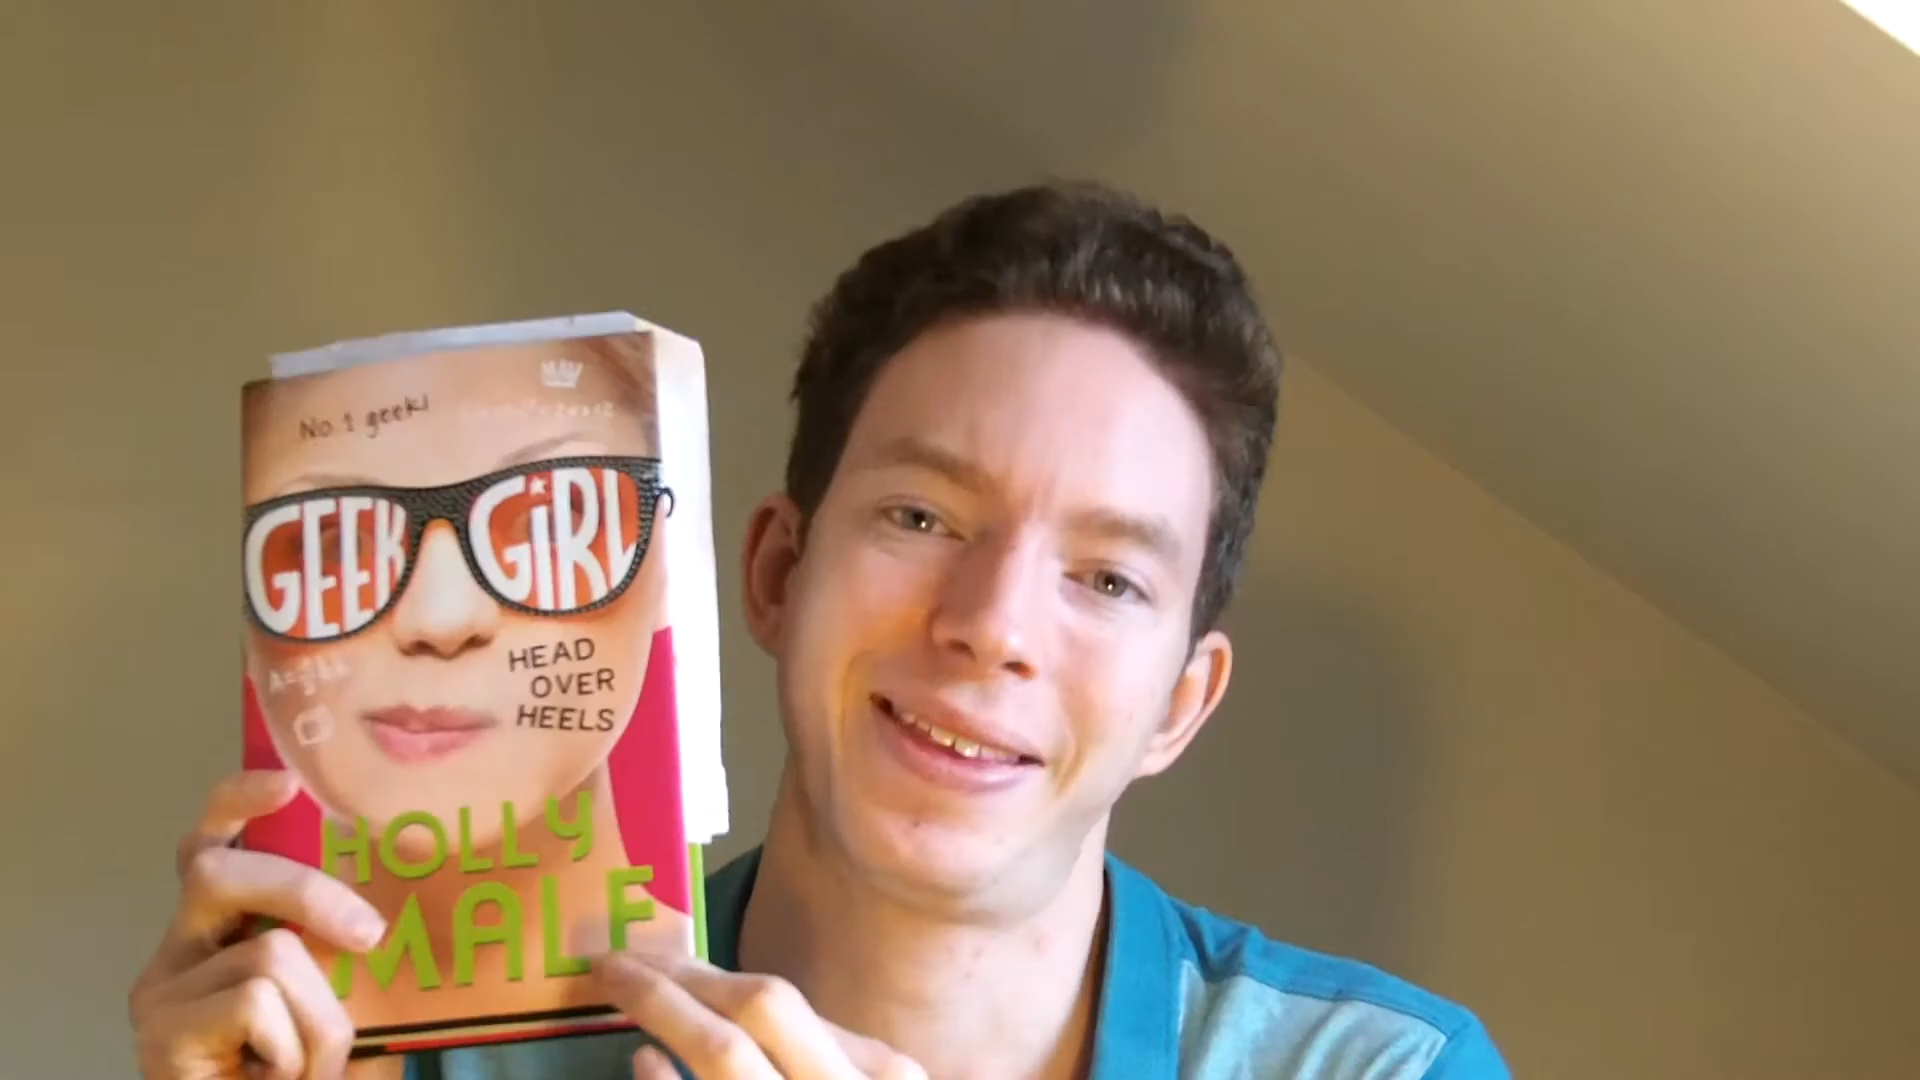 No. 1 geek!
GEEK GiRL
HEAD
OVER
HEELS
HOLLY
MALE